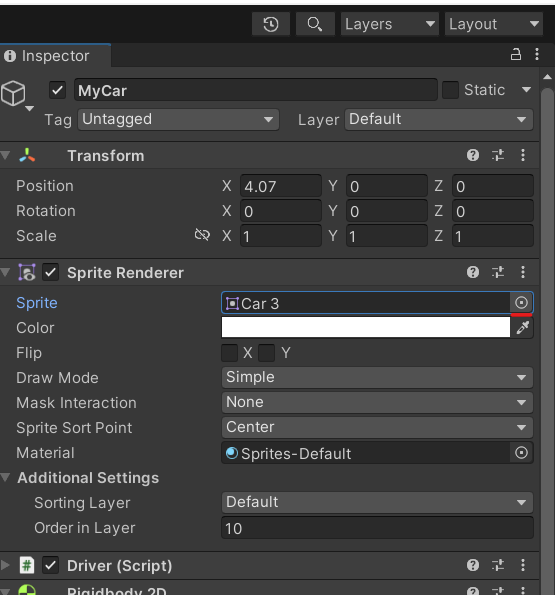 Layers Layout
Inspector
MyCar Static
Tag Untagged Layer Default
Transform
Position X 4.07 Y 0 Z 0
Rotation X 0 Y 0 Z 0
Scale X 1 Y 1 Z 1
Sprite Renderer
Sprite Car 3
Color
Flip X Y
Draw Mode Simple
Mask Interaction None
Sprite Sort Point Center
Material Sprites-Default
Additional Settings
Sorting Layer Default
Order in Layer 10
# Driver (Script)
Rigidbody 2D